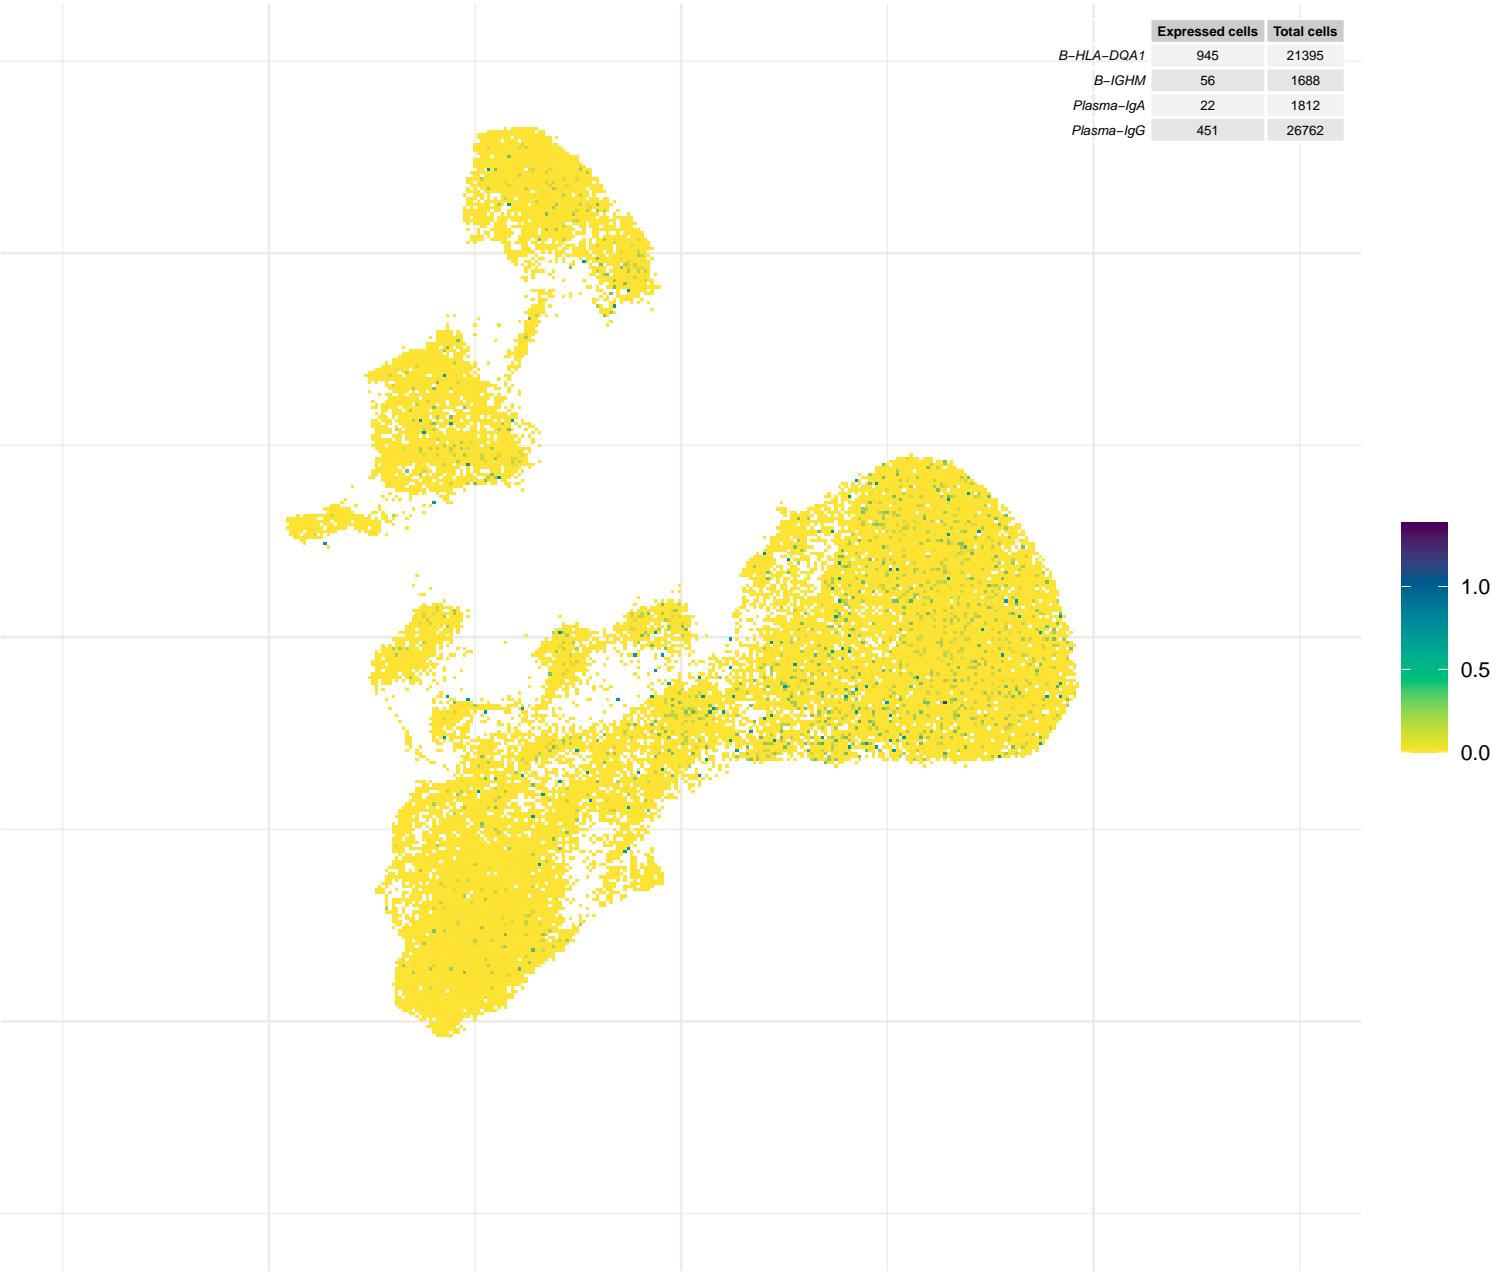 Expressed cells Total cells
B−HLA−DQA1 945 21395
B−IGHM 56 1688
Plasma−IgA 22 1812
Plasma−IgG 451 26762
1.0
0.5
0.0